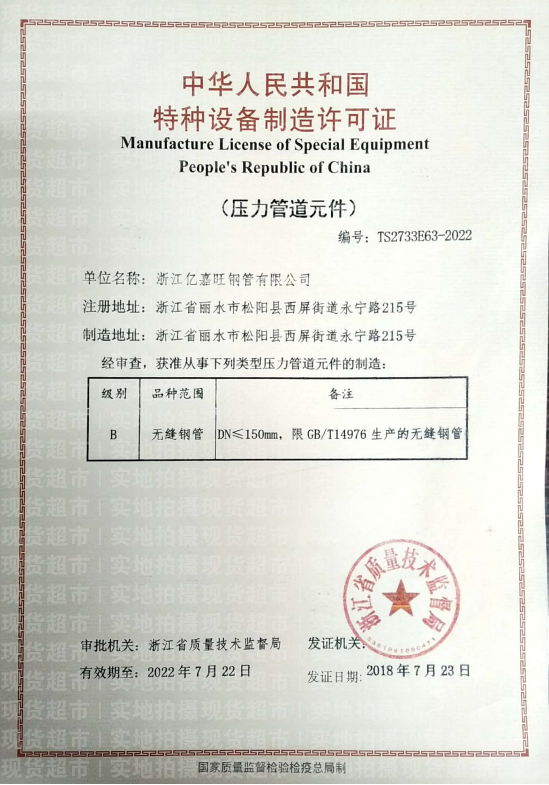 中华人民共和国
特种设备制造许可证
Manufacture License of Special Equipment
People's Republic of China
（压力管道元件）
编号：TS2733E63-2022
单位名称：浙江亿嘉旺钢管有限公司
注册地址：浙江省丽水市松阳县西屏街道永宁路215号
制造地址：浙江省丽水市松阳县西屏街道永宁路215号
经审查，获准从事下列类型压力管道元件的制造：
级别 品种范围 备注
B 无缝钢管 DN≤150mm，限 GB/T14976 生产的无缝钢管
浙江省质量技术监督局
审批机关：浙江省质量技术监督局 发证机关：
有效期至：2022年7月22日 发证日期：2018年7月23日
国家质量监督检验检疫总局制
现货超市｜实地拍摄